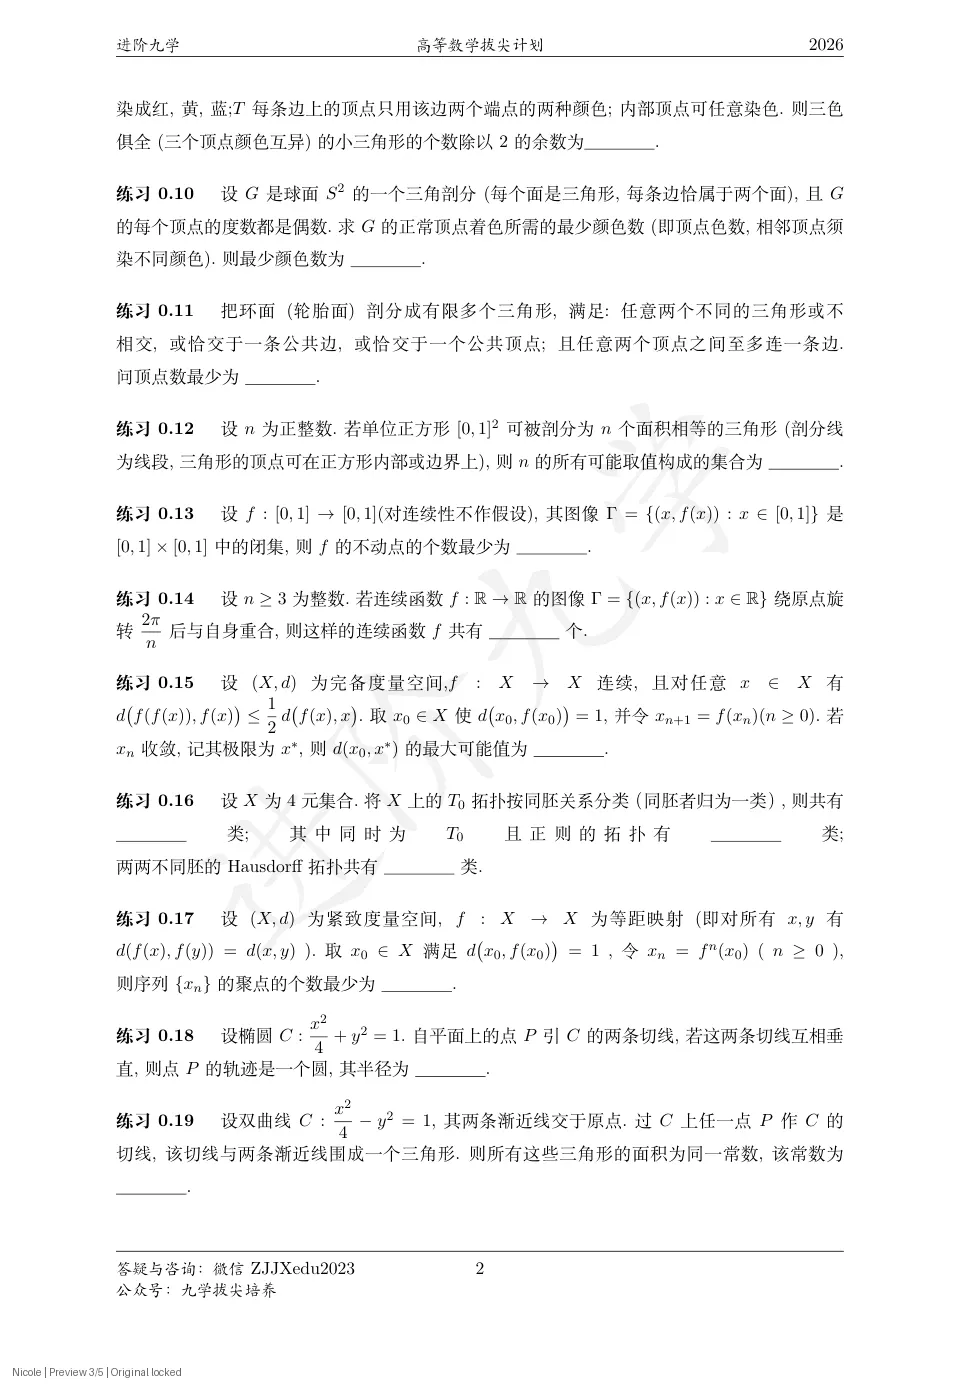 进阶九学 高等数学拔尖计划 2026
染成红, 黄, 蓝;T 每条边上的顶点只用该边两个端点的两种颜色; 内部顶点可任意染色. 则三色
俱全 (三个顶点颜色互异) 的小三角形的个数除以 2 的余数为________.
练习 0.10 设 G 是球面 S² 的一个三角剖分 (每个面是三角形, 每条边恰属于两个面), 且 G
的每个顶点的度数都是偶数. 求 G 的正常顶点着色所需的最少颜色数 (即顶点色数, 相邻顶点须
染不同颜色). 则最少颜色数为 ________.
练习 0.11 把环面 (轮胎面) 剖分成有限多个三角形, 满足: 任意两个不同的三角形或不
相交, 或恰交于一条公共边, 或恰交于一个公共顶点; 且任意两个顶点之间至多连一条边.
问顶点数最少为 ________.
练习 0.12 设 n 为正整数. 若单位正方形 [0, 1]² 可被剖分为 n 个面积相等的三角形 (剖分线
为线段, 三角形的顶点可在正方形内部或边界上), 则 n 的所有可能取值构成的集合为 ________.
练习 0.13 设 f : [0, 1] → [0, 1](对连续性不作假设), 其图像 Γ = {(x, f(x)) : x ∈ [0, 1]} 是
[0, 1] × [0, 1] 中的闭集, 则 f 的不动点的个数最少为 ________.
练习 0.14 设 n ≥ 3 为整数. 若连续函数 f : ℝ → ℝ 的图像 Γ = {(x, f(x)) : x ∈ ℝ} 绕原点旋
转 2π/n 后与自身重合, 则这样的连续函数 f 共有 ________ 个.
练习 0.15 设 (X, d) 为完备度量空间,f : X → X 连续, 且对任意 x ∈ X 有
d(f(f(x)), f(x)) ≤ 1/2 d(f(x), x). 取 x₀ ∈ X 使 d(x₀, f(x₀)) = 1, 并令 xₙ₊₁ = f(xₙ)(n ≥ 0). 若
xₙ 收敛, 记其极限为 x*, 则 d(x₀, x*) 的最大可能值为 ________.
练习 0.16 设 X 为 4 元集合. 将 X 上的 T₀ 拓扑按同胚关系分类 (同胚者归为一类) , 则共有
________ 类; 其中同时为 T₀ 且正则的拓扑有 ________ 类;
两两不同胚的 Hausdorff 拓扑共有 ________ 类.
练习 0.17 设 (X, d) 为紧致度量空间, f : X → X 为等距映射 (即对所有 x, y 有
d(f(x), f(y)) = d(x, y) ). 取 x₀ ∈ X 满足 d(x₀, f(x₀)) = 1 , 令 xₙ = fⁿ(x₀) ( n ≥ 0 ),
则序列 {xₙ} 的聚点的个数最少为 ________.
练习 0.18 设椭圆 C : x²/4 + y² = 1. 自平面上的点 P 引 C 的两条切线, 若这两条切线互相垂
直, 则点 P 的轨迹是一个圆, 其半径为 ________.
练习 0.19 设双曲线 C : x²/4 − y² = 1, 其两条渐近线交于原点. 过 C 上任一点 P 作 C 的
切线, 该切线与两条渐近线围成一个三角形. 则所有这些三角形的面积为同一常数, 该常数为
________.
进阶九学
答疑与咨询: 微信 ZJJXedu2023 2
公众号: 九学拔尖培养
Nicole | Preview 3/5 | Original locked